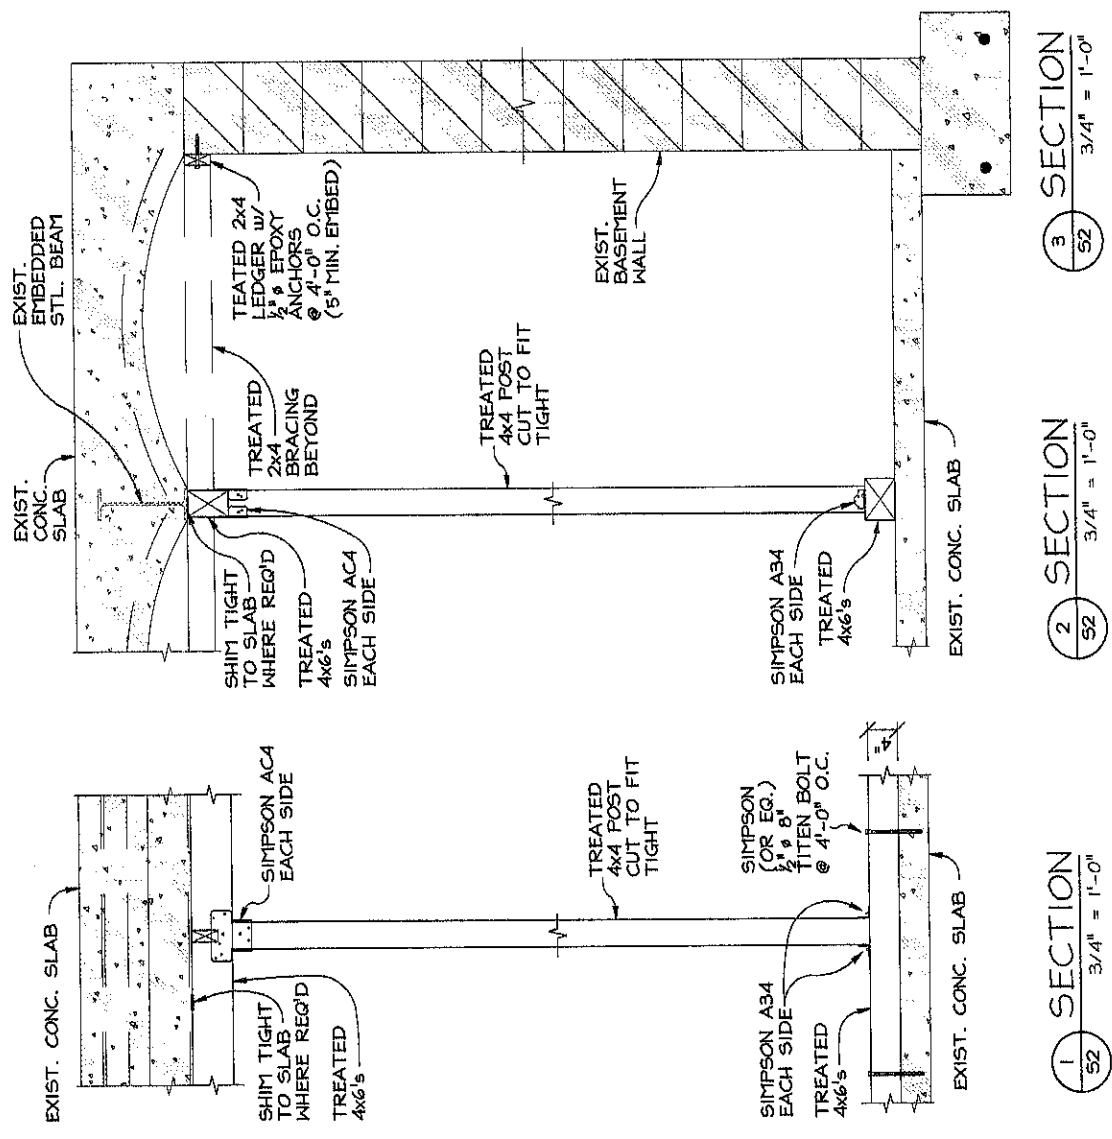 EXIST. CONC. SLAB
SIMPSON AC4
EACH SIDE
SHIM TIGHT
TO SLAB
WHERE REQ'D
TREATED
4x6's
TREATED
4x4 POST
CUT TO FIT
TIGHT
SIMPSON
(OR EQ.)
1/2" ø 8"
TITEN BOLT
@ 4'-0" O.C.
4"
SIMPSON A34
EACH SIDE
TREATED
4x6's
EXIST. CONC. SLAB
1
S2
SECTION
3/4" = 1'-0"
EXIST.
CONC.
SLAB
EXIST.
EMBEDDED
STL. BEAM
SHIM TIGHT
TO SLAB
WHERE REQ'D
TREATED
4x6's
SIMPSON AC4
EACH SIDE
TREATED
2x4
BRACING
BEYOND
TEATED 2x4
LEDGER w/
1/2" ø EPOXY
ANCHORS
@ 4'-0" O.C.
(5" MIN. EMBED)
TREATED
4x4 POST
CUT TO FIT
TIGHT
EXIST.
BASEMENT
WALL
SIMPSON A34
EACH SIDE
TREATED
4x6's
EXIST. CONC. SLAB
2
S2
SECTION
3/4" = 1'-0"
3
S2
SECTION
3/4" = 1'-0"